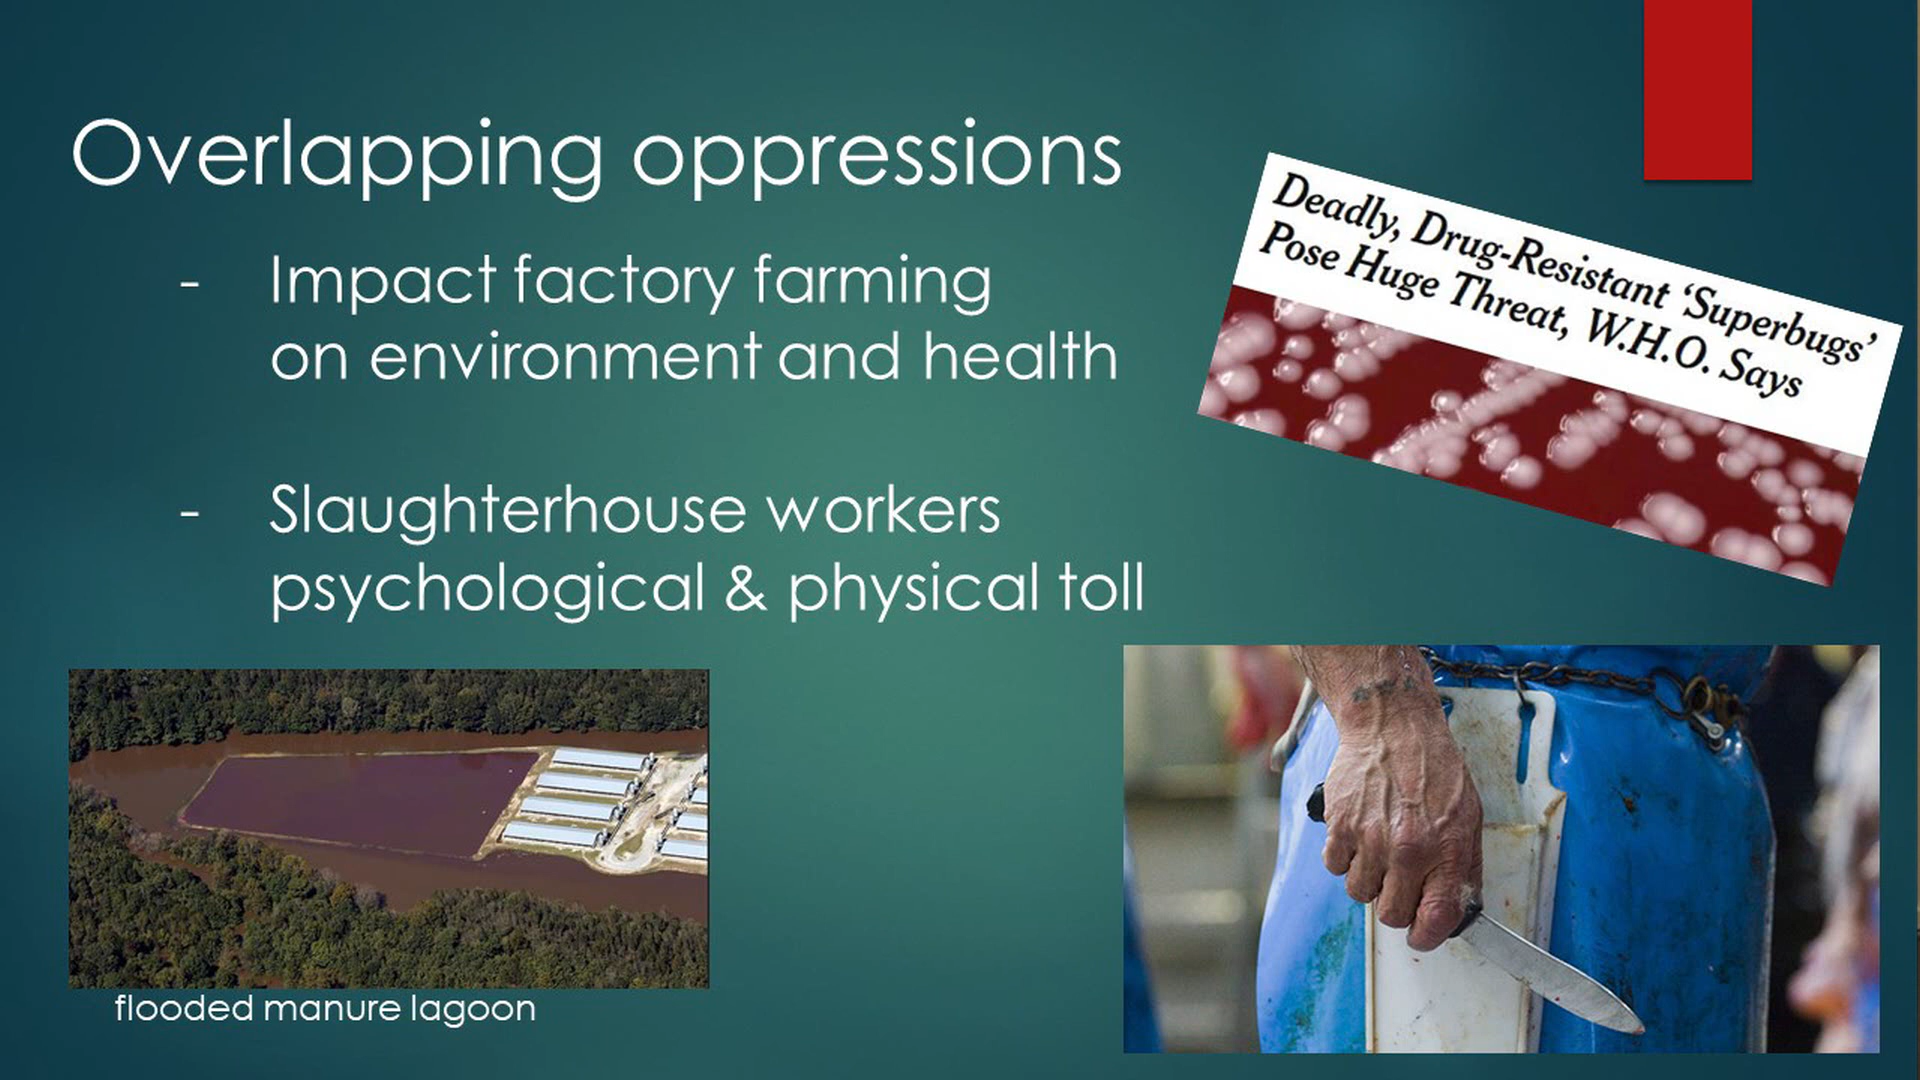 Overlapping oppressions
- Impact factory farming
on environment and health
- Slaughterhouse workers
psychological & physical toll
Deadly, Drug-Resistant ‘Superbugs’
Pose Huge Threat, W.H.O. Says
flooded manure lagoon